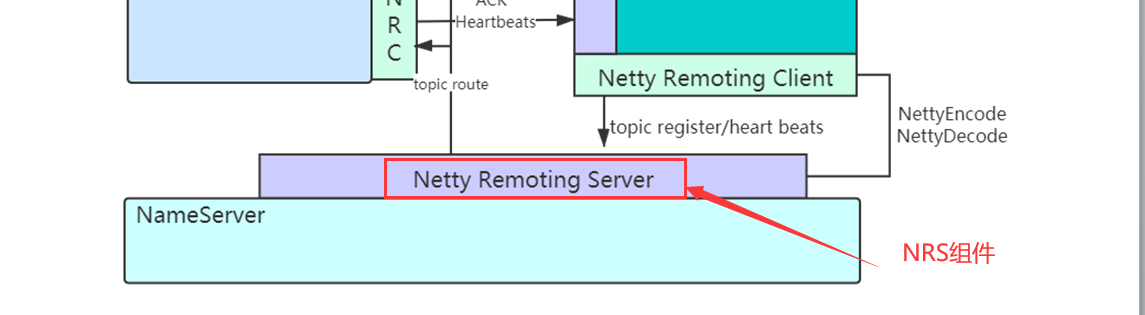 N
R
C
ACK
Heartbeats
topic route
Netty Remoting Client
topic register/heart beats
NettyEncode
NettyDecode
Netty Remoting Server
NameServer
NRS组件